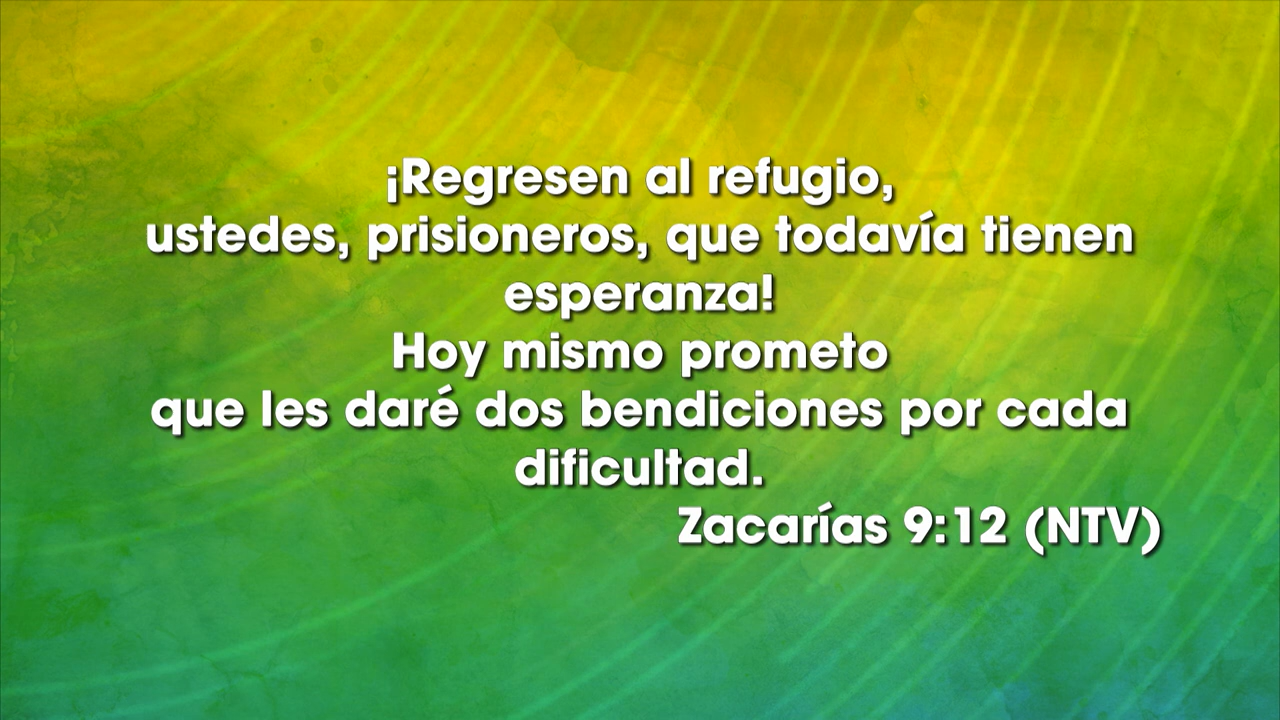 ¡Regresen al refugio,
ustedes, prisioneros, que todavía tienen
esperanza!
Hoy mismo prometo
que les daré dos bendiciones por cada
dificultad.
Zacarías 9:12 (NTV)